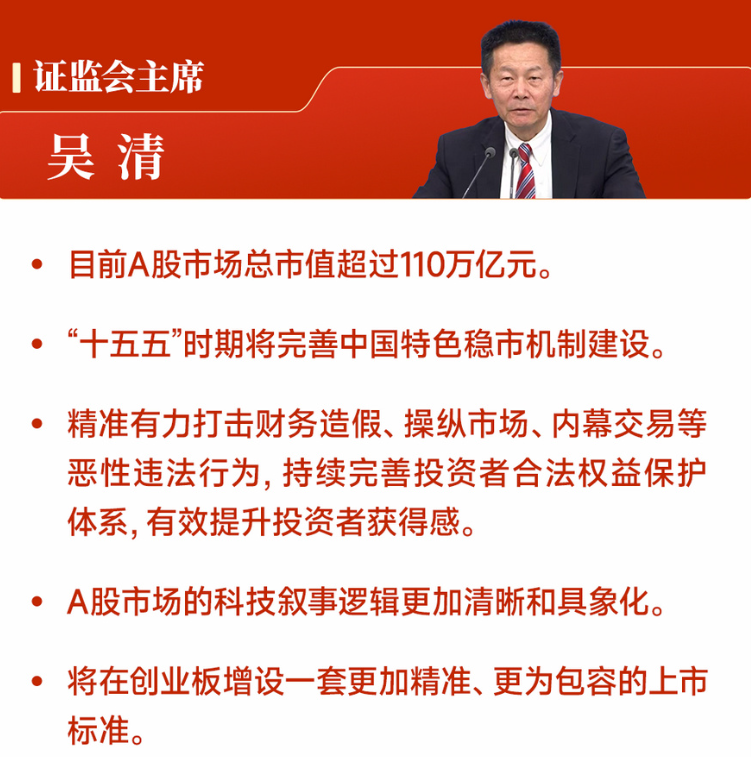 证监会主席
吴清
• 目前A股市场总市值超过110万亿元。
• “十五五”时期将完善中国特色稳市机制建设。
• 精准有力打击财务造假、操纵市场、内幕交易等
恶性违法行为，持续完善投资者合法权益保护
体系，有效提升投资者获得感。
• A股市场的科技叙事逻辑更加清晰和具象化。
• 将在创业板增设一套更加精准、更为包容的上市
标准。